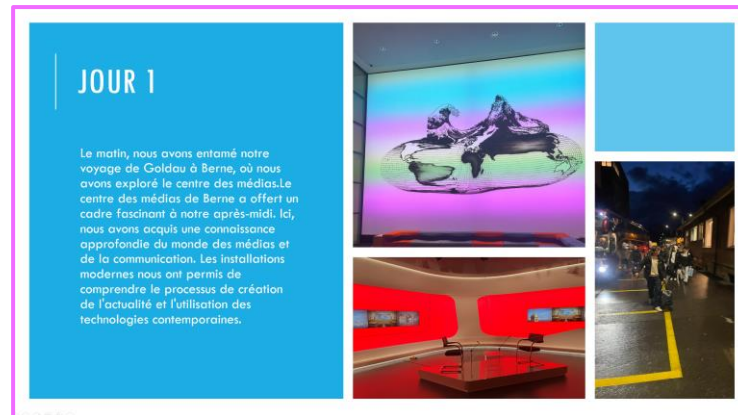 JOUR 1
Le matin, nous avons entamé notre
voyage de Goldau à Berne, où nous
avons exploré le centre des médias.Le
centre des médias de Berne a offert un
cadre fascinant à notre après-midi. Ici,
nous avons acquis une connaissance
approfondie du monde des médias et
de la communication. Les installations
modernes nous ont permis de
comprendre le processus de création
de l'actualité et l'utilisation des
technologies contemporaines.